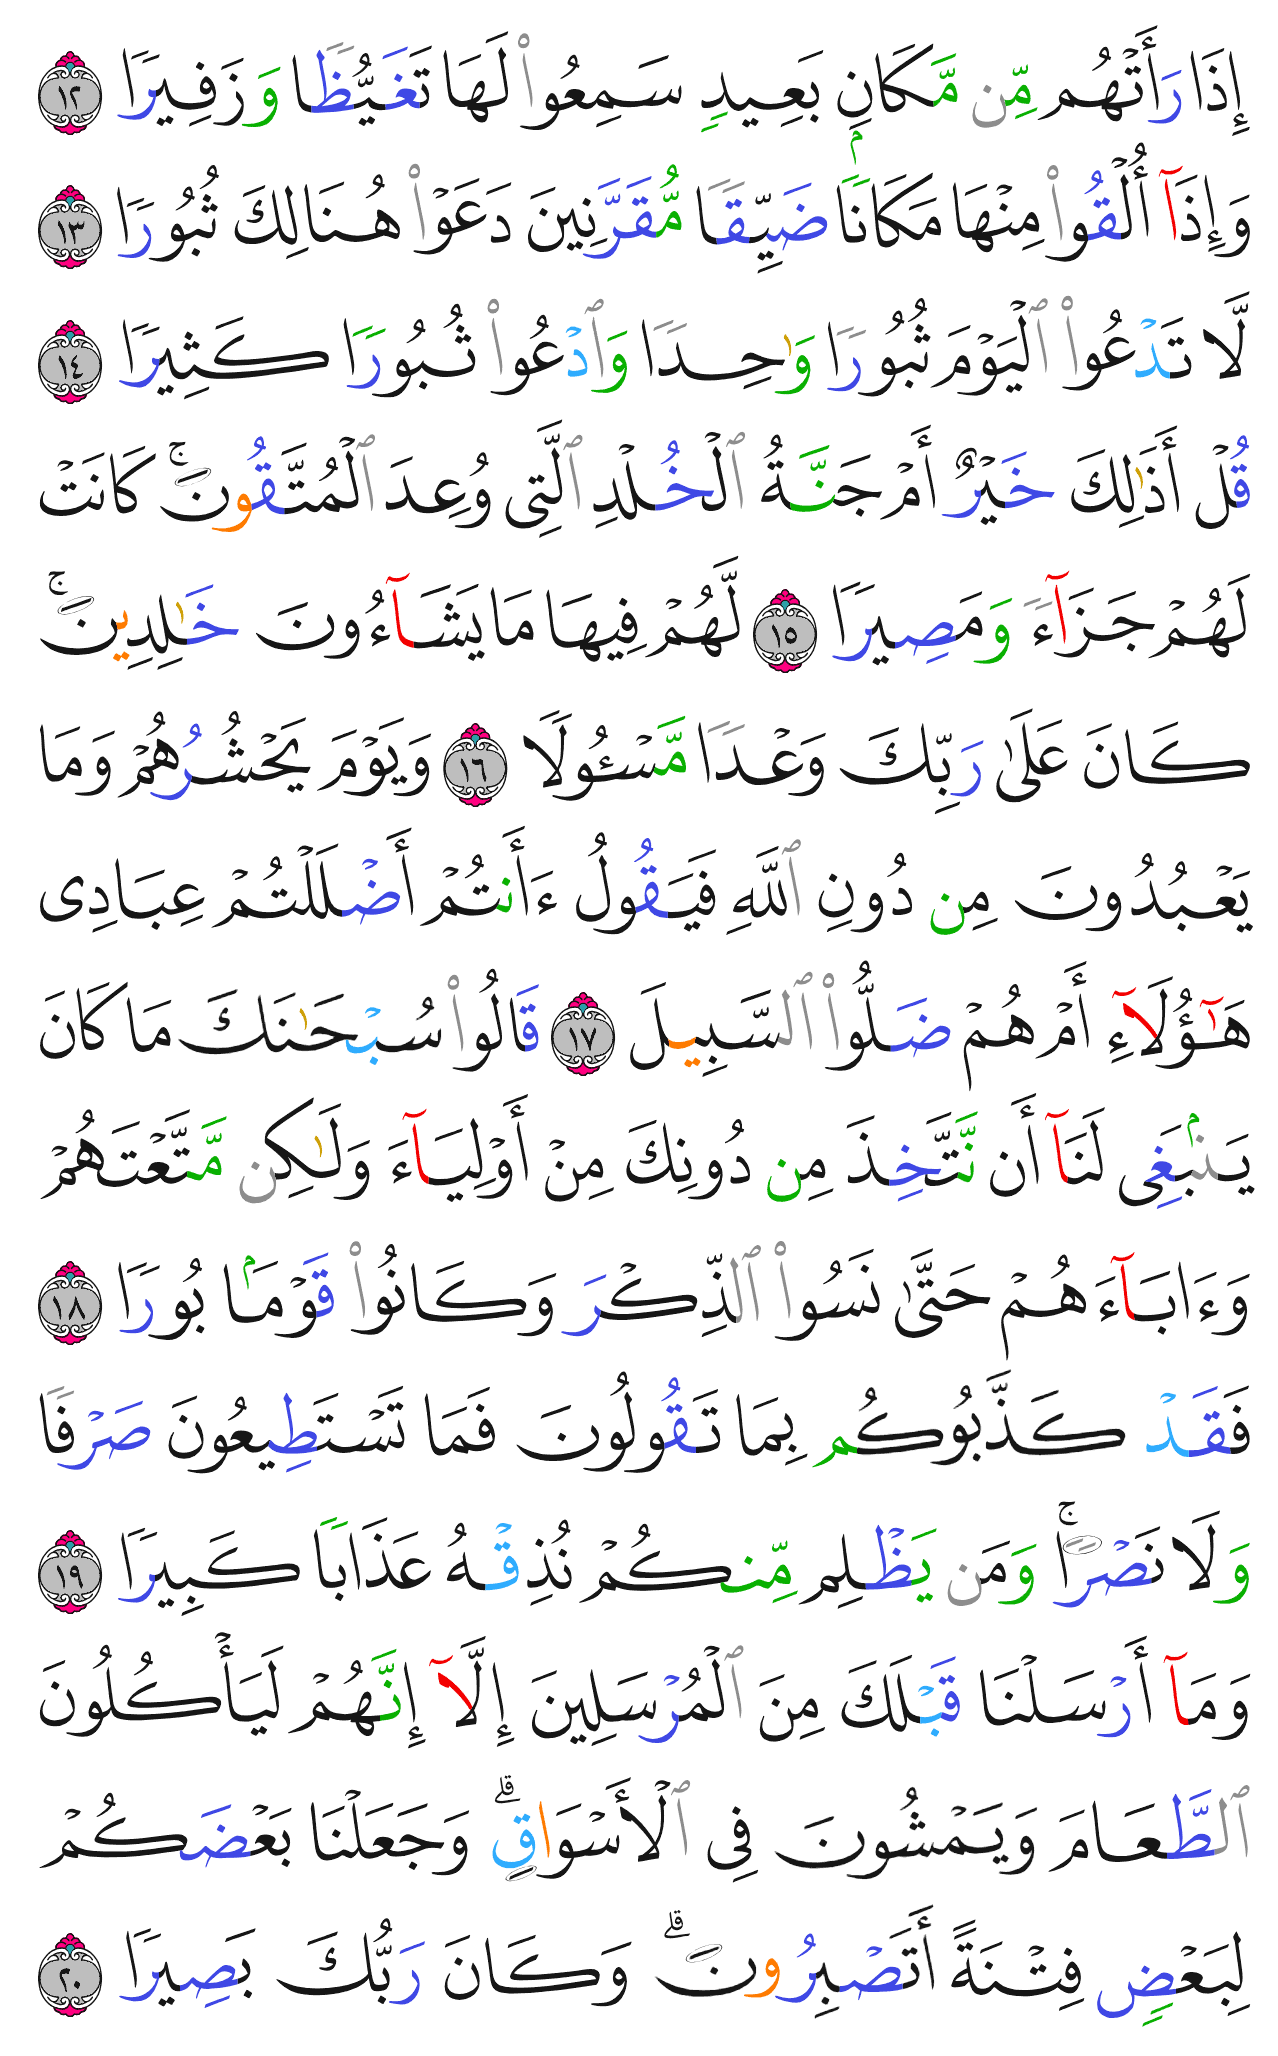 إِذَا رَأَتْهُم مِّن مَّكَانٍ بَعِيدٍ سَمِعُوا۟ لَهَا تَغَيُّظًا وَزَفِيرًا ١٢
وَإِذَآ أُلْقُوا۟ مِنْهَا مَكَانًا ضَيِّقًا مُّقَرَّنِينَ دَعَوْا۟ هُنَالِكَ ثُبُورًا ١٣
لَّا تَدْعُوا۟ ٱلْيَوْمَ ثُبُورًا وَٰحِدًا وَٱدْعُوا۟ ثُبُورًا كَثِيرًا ١٤
قُلْ أَذَٰلِكَ خَيْرٌ أَمْ جَنَّةُ ٱلْخُلْدِ ٱلَّتِى وُعِدَ ٱلْمُتَّقُونَ ۚ كَانَتْ
لَهُمْ جَزَآءً وَمَصِيرًا ١٥ لَّهُمْ فِيهَا مَا يَشَآءُونَ خَٰلِدِينَ ۚ
كَانَ عَلَىٰ رَبِّكَ وَعْدًا مَّسْـُٔولًا ١٦ وَيَوْمَ يَحْشُرُهُمْ وَمَا
يَعْبُدُونَ مِن دُونِ ٱللَّهِ فَيَقُولُ ءَأَنتُمْ أَضْلَلْتُمْ عِبَادِى
هَٰٓؤُلَآءِ أَمْ هُمْ ضَلُّوا۟ ٱلسَّبِيلَ ١٧ قَالُوا۟ سُبْحَٰنَكَ مَا كَانَ
يَنۢبَغِى لَنَآ أَن نَّتَّخِذَ مِن دُونِكَ مِنْ أَوْلِيَآءَ وَلَٰكِن مَّتَّعْتَهُمْ
وَءَابَآءَهُمْ حَتَّىٰ نَسُوا۟ ٱلذِّكْرَ وَكَانُوا۟ قَوْمَۢا بُورًا ١٨
فَقَدْ كَذَّبُوكُم بِمَا تَقُولُونَ فَمَا تَسْتَطِيعُونَ صَرْفًا
وَلَا نَصْرًا ۚ وَمَن يَظْلِم مِّنكُمْ نُذِقْهُ عَذَابًا كَبِيرًا ١٩
وَمَآ أَرْسَلْنَا قَبْلَكَ مِنَ ٱلْمُرْسَلِينَ إِلَّآ إِنَّهُمْ لَيَأْكُلُونَ
ٱلطَّعَامَ وَيَمْشُونَ فِى ٱلْأَسْوَاقِ ۗ وَجَعَلْنَا بَعْضَكُمْ
لِبَعْضٍ فِتْنَةً أَتَصْبِرُونَ ۗ وَكَانَ رَبُّكَ بَصِيرًا ٢٠